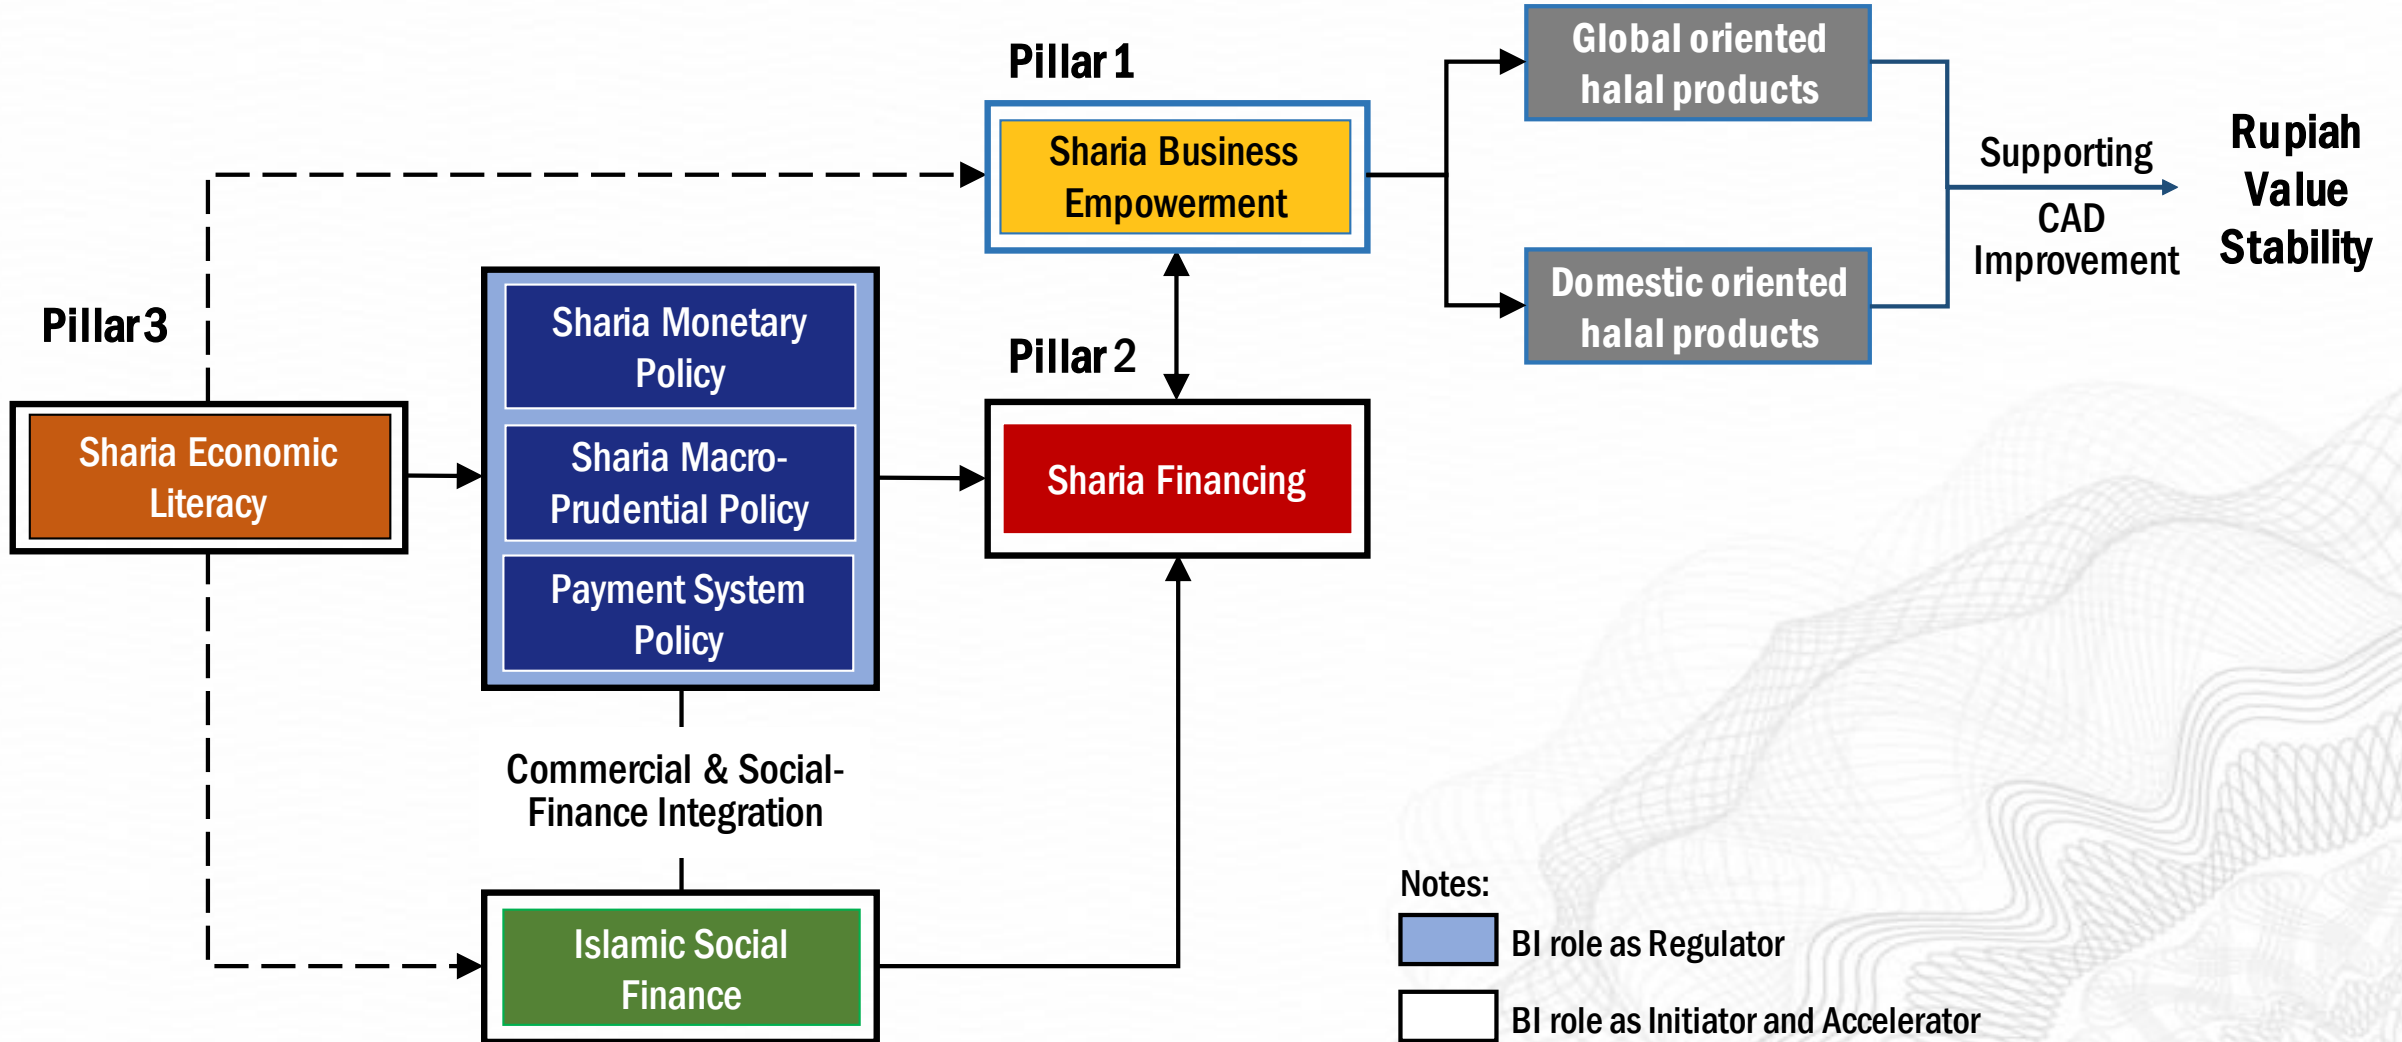 Pillar 1
Sharia Business
Empowerment
Global oriented
halal products
Domestic oriented
halal products
Supporting
CAD
Improvement
Rupiah
Value
Stability
Pillar 3
Sharia Economic
Literacy
Sharia Monetary
Policy
Sharia Macro-
Prudential Policy
Payment System
Policy
Pillar 2
Sharia Financing
Commercial & Social-
Finance Integration
Islamic Social
Finance
Notes:
BI role as Regulator
BI role as Initiator and Accelerator